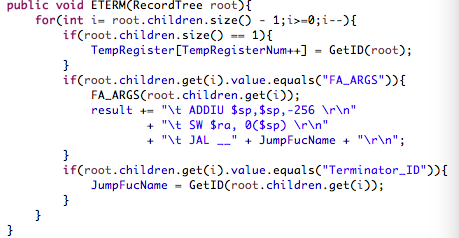 public void ETERM(RecordTree root){
for(int i= root.children.size() - 1;i>=0;i--){
if(root.children.size() == 1){
TempRegister[TempRegisterNum++] = GetID(root);
}
if(root.children.get(i).value.equals("FA_ARGS")){
FA_ARGS(root.children.get(i));
result += "\t ADDIU $sp,$sp,-256 \r\n"
+ "\t SW $ra, 0($sp) \r\n"
+ "\t JAL __" + JumpFucName + "\r\n";
}
if(root.children.get(i).value.equals("Terminator_ID")){
JumpFucName = GetID(root.children.get(i));
}
}
}